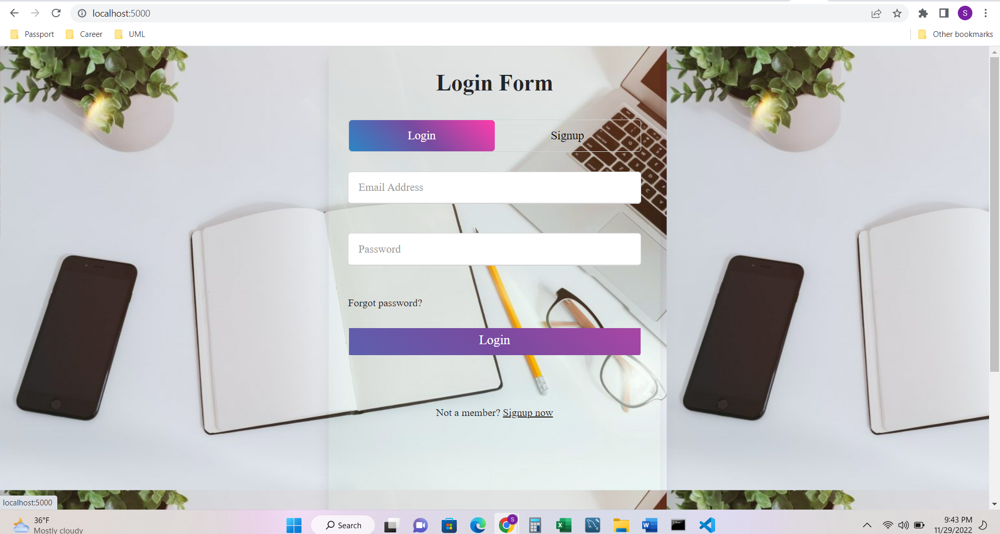 localhost:5000
S
Passport
Career
UML
Other bookmarks
Login Form
Login
Signup
Email Address
Password
Forgot password?
Login
Not a member? Signup now
localhost:5000
36°F
Mostly cloudy
Search
S
9:43 PM
11/29/2022